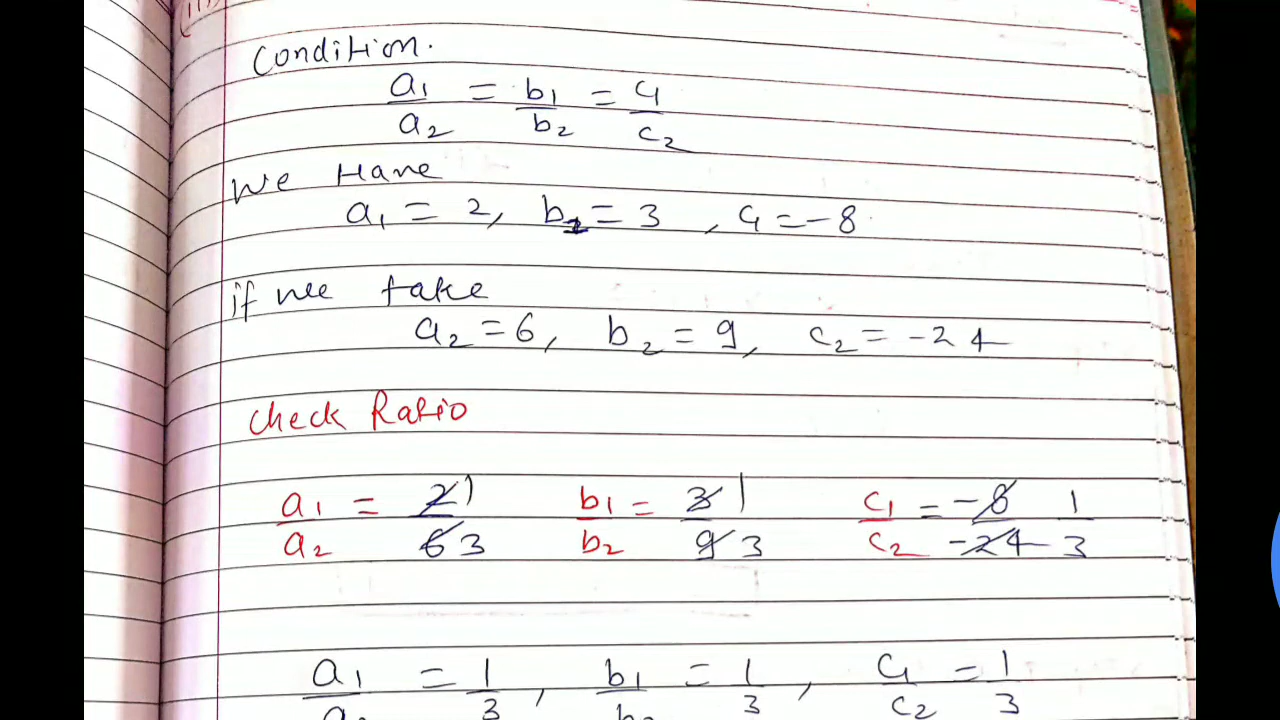 (iii)
Condition.
a1/a2 = b1/b2 = c1/c2
We Have
a1 = 2, b1 = 3, c1 = -8
if we take
a2 = 6, b2 = 9, c2 = -24
Check Ratio
a1/a2 = 2/6 1/3 b1/b2 = 3/9 1/3 c1/c2 = -8/-24 1/3
a1/a2 = 1/3, b1/b2 = 1/3, c1/c2 = 1/3